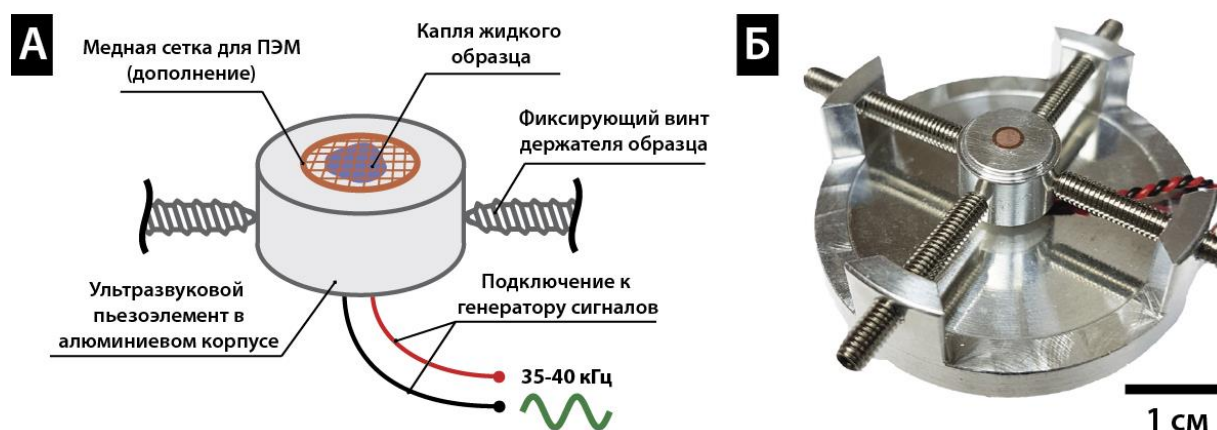 А
Медная сетка для ПЭМ
(дополнение)
Капля жидкого
образца
Фиксирующий винт
держателя образца
Ультразвуковой
пьезоэлемент в
алюминиевом корпусе
Подключение к
генератору сигналов
35-40 кГц
Б
1 см